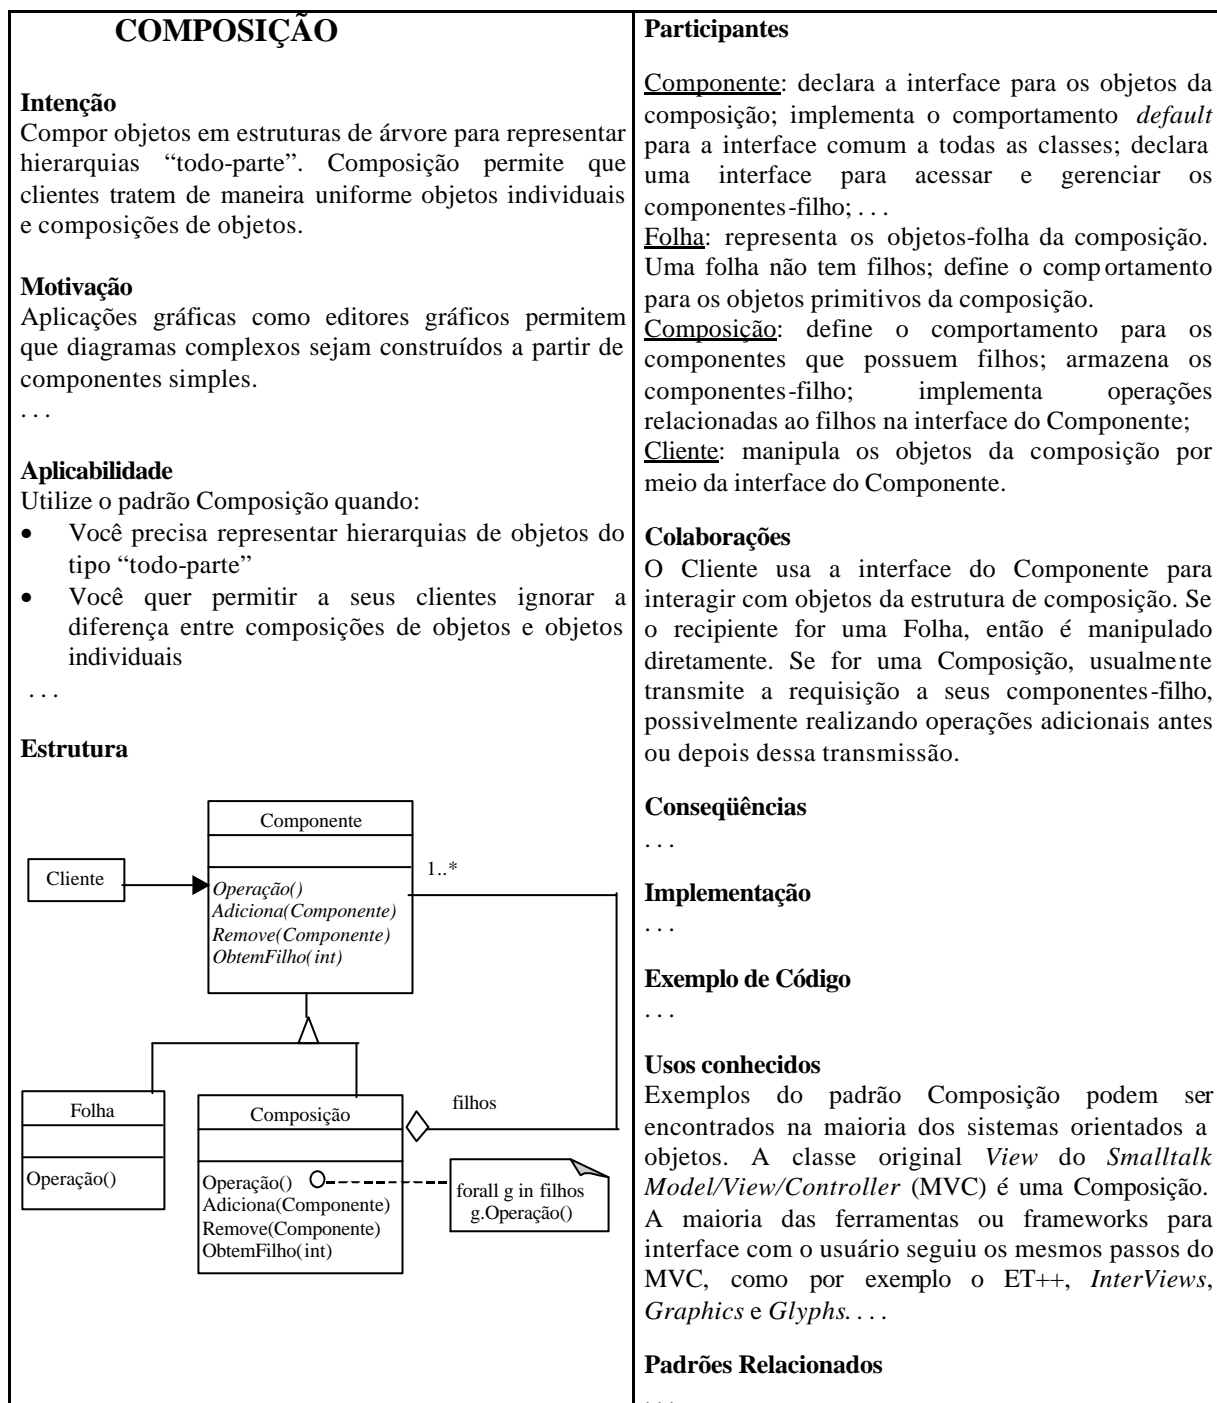 COMPOSIÇÃO
Intenção
Compor objetos em estruturas de árvore para representar
hierarquias “todo-parte”. Composição permite que
clientes tratem de maneira uniforme objetos individuais
e composições de objetos.
Motivação
Aplicações gráficas como editores gráficos permitem
que diagramas complexos sejam construídos a partir de
componentes simples.
. . .
Aplicabilidade
Utilize o padrão Composição quando:
• Você precisa representar hierarquias de objetos do
tipo “todo-parte”
• Você quer permitir a seus clientes ignorar a
diferença entre composições de objetos e objetos
individuais
. . .
Estrutura
Componente
Cliente
1..*
Operação()
Adiciona(Componente)
Remove(Componente)
ObtemFilho(int)
Folha
Operação()
Composição
filhos
Operação()
Adiciona(Componente)
Remove(Componente)
ObtemFilho(int)
forall g in filhos
g.Operação()
Participantes
Componente: declara a interface para os objetos da
composição; implementa o comportamento default
para a interface comum a todas as classes; declara
uma interface para acessar e gerenciar os
componentes-filho; . . .
Folha: representa os objetos-folha da composição.
Uma folha não tem filhos; define o comportamento
para os objetos primitivos da composição.
Composição: define o comportamento para os
componentes que possuem filhos; armazena os
componentes-filho; implementa operações
relacionadas ao filhos na interface do Componente;
Cliente: manipula os objetos da composição por
meio da interface do Componente.
Colaborações
O Cliente usa a interface do Componente para
interagir com objetos da estrutura de composição. Se
o recipiente for uma Folha, então é manipulado
diretamente. Se for uma Composição, usualmente
transmite a requisição a seus componentes-filho,
possivelmente realizando operações adicionais antes
ou depois dessa transmissão.
Conseqüências
. . .
Implementação
. . .
Exemplo de Código
. . .
Usos conhecidos
Exemplos do padrão Composição podem ser
encontrados na maioria dos sistemas orientados a
objetos. A classe original View do Smalltalk
Model/View/Controller (MVC) é uma Composição.
A maioria das ferramentas ou frameworks para
interface com o usuário seguiu os mesmos passos do
MVC, como por exemplo o ET++, InterViews,
Graphics e Glyphs. . . .
Padrões Relacionados
. . .